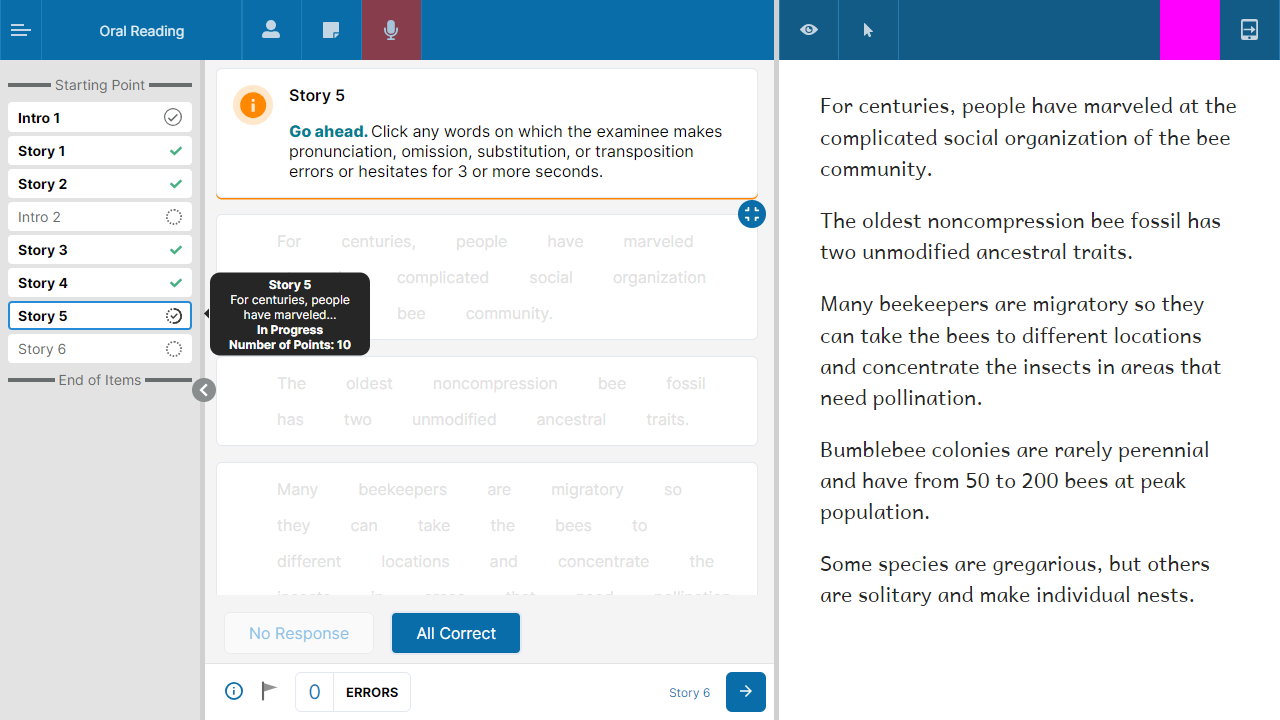 Oral Reading
Starting Point
Intro 1
Story 1
Story 2
Intro 2
Story 3
Story 4
Story 5
Story 6
End of Items
Story 5
Go ahead. Click any words on which the examinee makes
pronunciation, omission, substitution, or transposition
errors or hesitates for 3 or more seconds.
For centuries, people have marveled
complicated social organization
bee community.
Story 5
For centuries, people
have marveled...
In Progress
Number of Points: 10
The oldest noncompression bee fossil
has two unmodified ancestral traits.
Many beekeepers are migratory so
they can take the bees to
different locations and concentrate the
insects in areas that need pollination
No Response
All Correct
0 ERRORS
Story 6
For centuries, people have marveled at the
complicated social organization of the bee
community.
The oldest noncompression bee fossil has
two unmodified ancestral traits.
Many beekeepers are migratory so they
can take the bees to different locations
and concentrate the insects in areas that
need pollination.
Bumblebee colonies are rarely perennial
and have from 50 to 200 bees at peak
population.
Some species are gregarious, but others
are solitary and make individual nests.